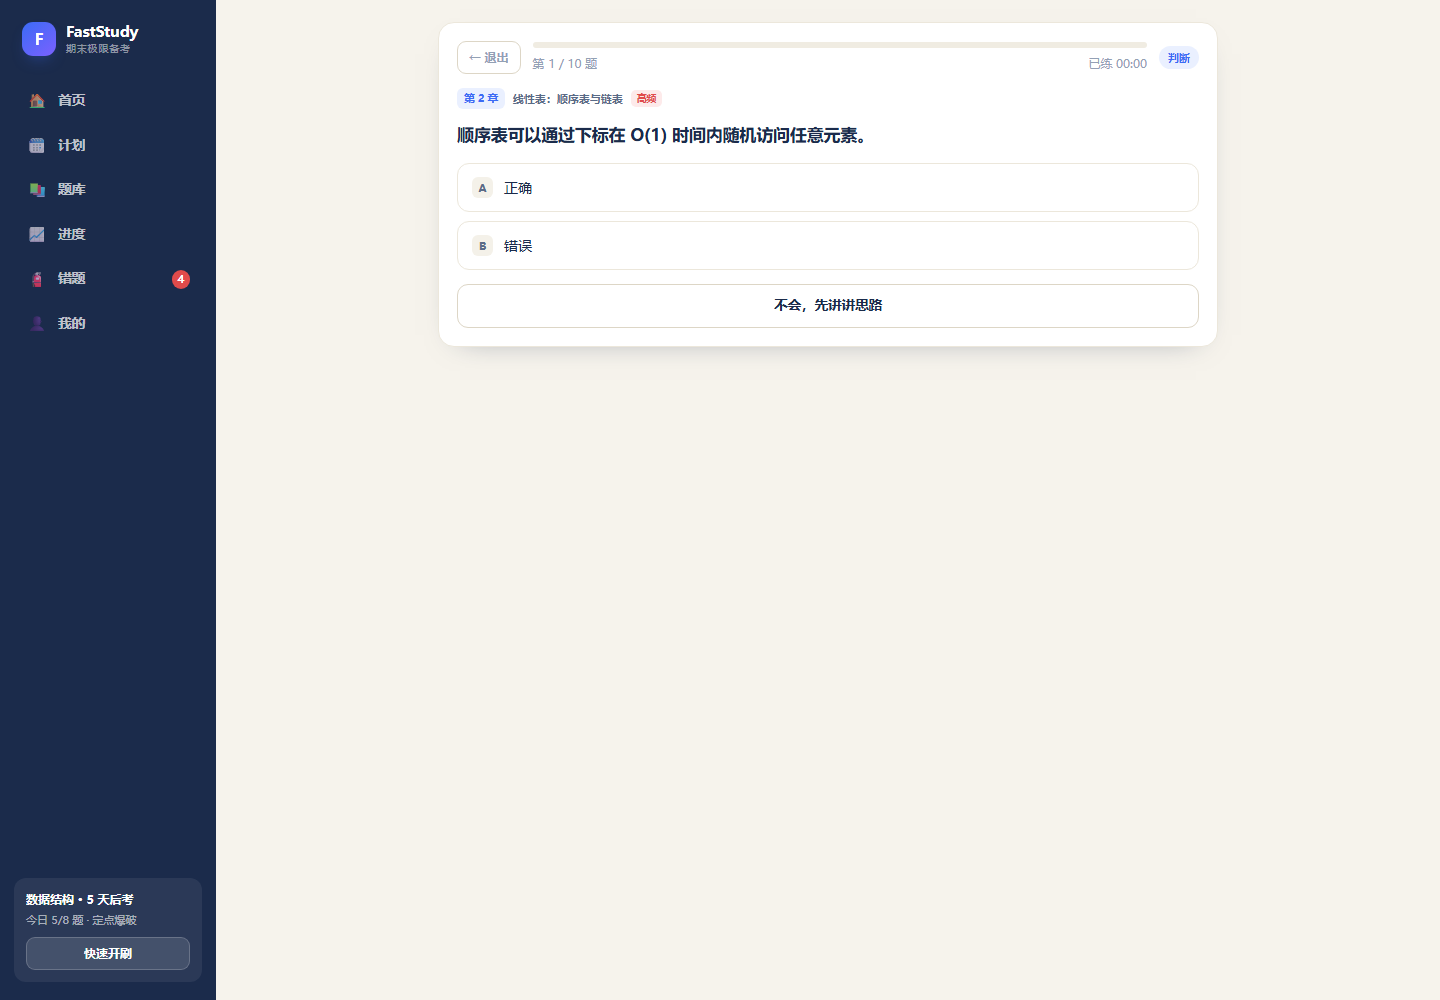 F
FastStudy
期末极限备考
首页
计划
题库
进度
错题 4
我的
数据结构 · 5 天后考
今日 5/8 题 · 定点爆破
快速开刷
← 退出
第 1 / 10 题
已练 00:00
判断
第 2 章 线性表：顺序表与链表 高频
顺序表可以通过下标在 O(1) 时间内随机访问任意元素。
A 正确
B 错误
不会，先讲讲思路